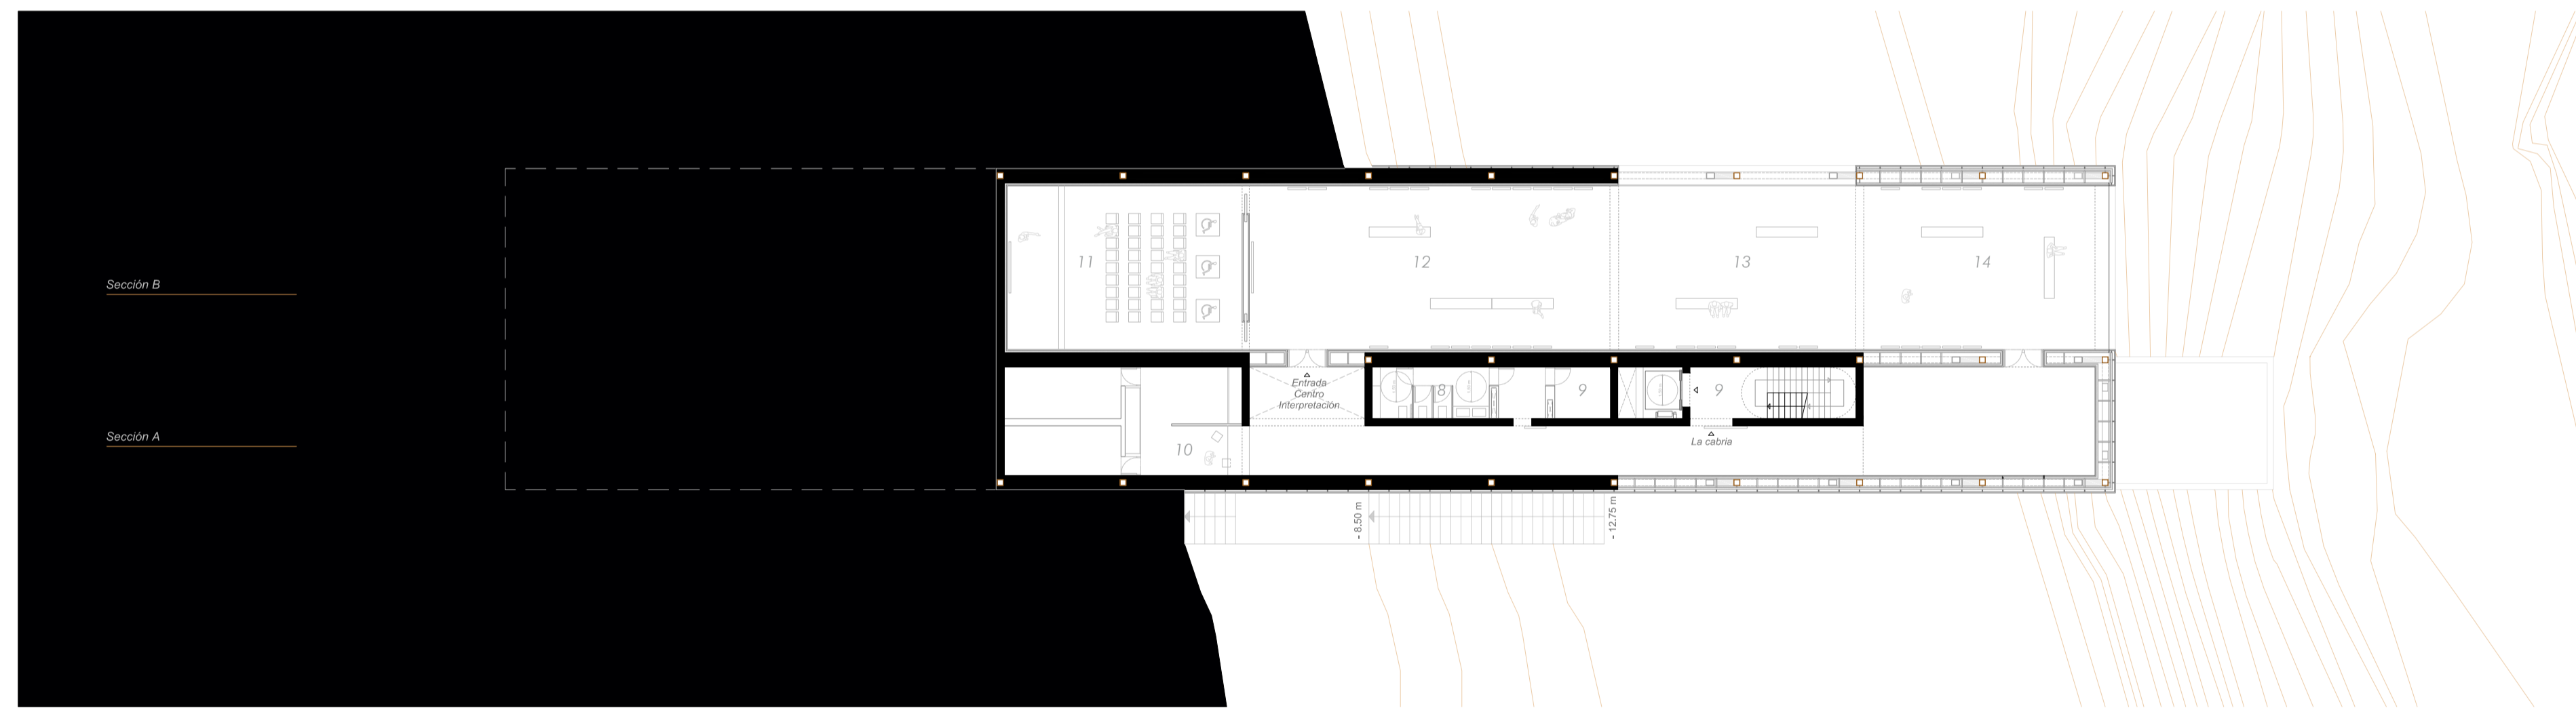 Sección B
Sección A
11
12
13
14
Entrada
Centro
Interpretación
8
9
9
La cabria
10
- 8.50 m
- 12.75 m